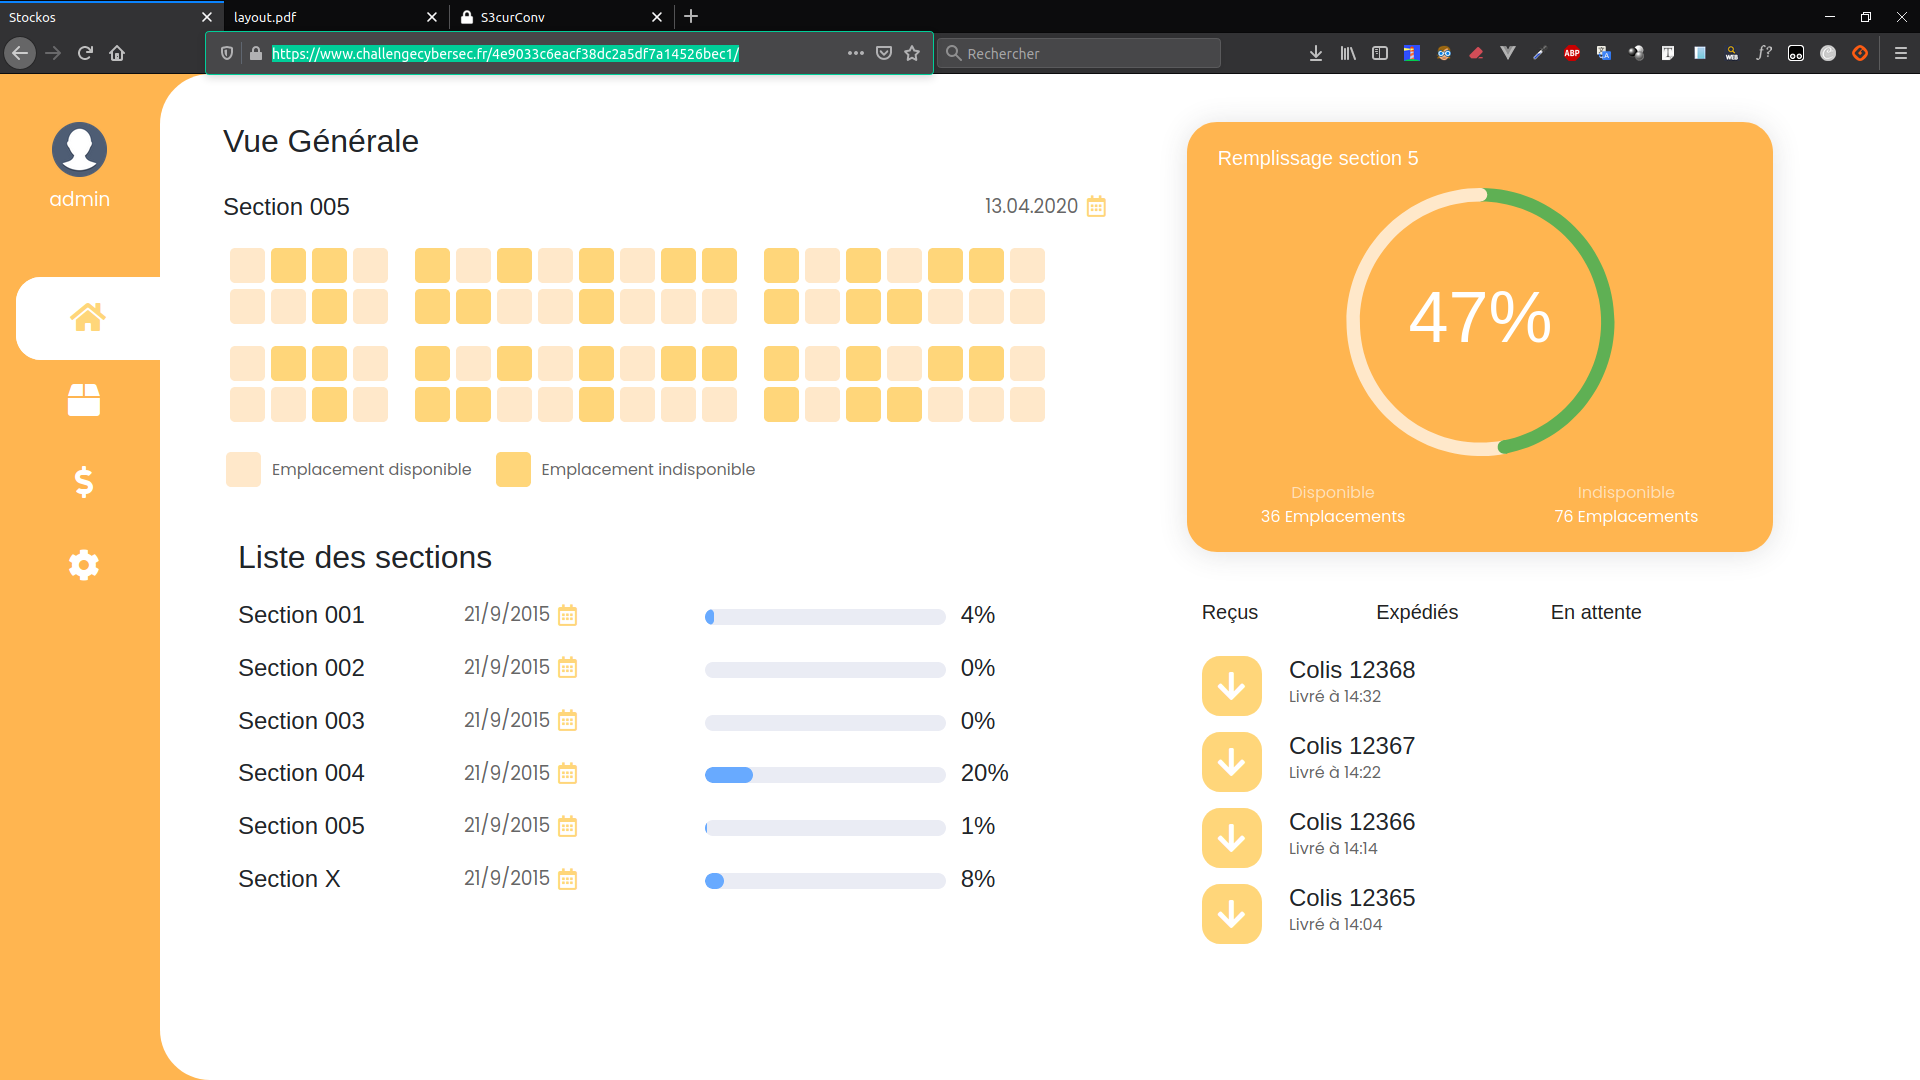 Stockos
layout.pdf
S3curConv
https://www.challengecybersec.fr/4e9033c6eacf38dc2a5df7a14526bec1/
Rechercher
ABP
WEB
f?
admin
Vue Générale
Section 005
13.04.2020
Emplacement disponible
Emplacement indisponible
Remplissage section 5
47%
Disponible
36 Emplacements
Indisponible
76 Emplacements
Liste des sections
Section 001 21/9/2015 4%
Section 002 21/9/2015 0%
Section 003 21/9/2015 0%
Section 004 21/9/2015 20%
Section 005 21/9/2015 1%
Section X 21/9/2015 8%
Reçus Expédiés En attente
Colis 12368
Livré à 14:32
Colis 12367
Livré à 14:22
Colis 12366
Livré à 14:14
Colis 12365
Livré à 14:04